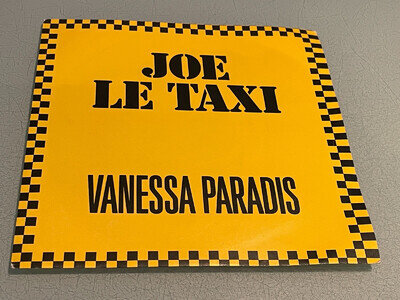 JOE
LE TAXI
VANESSA PARADIS